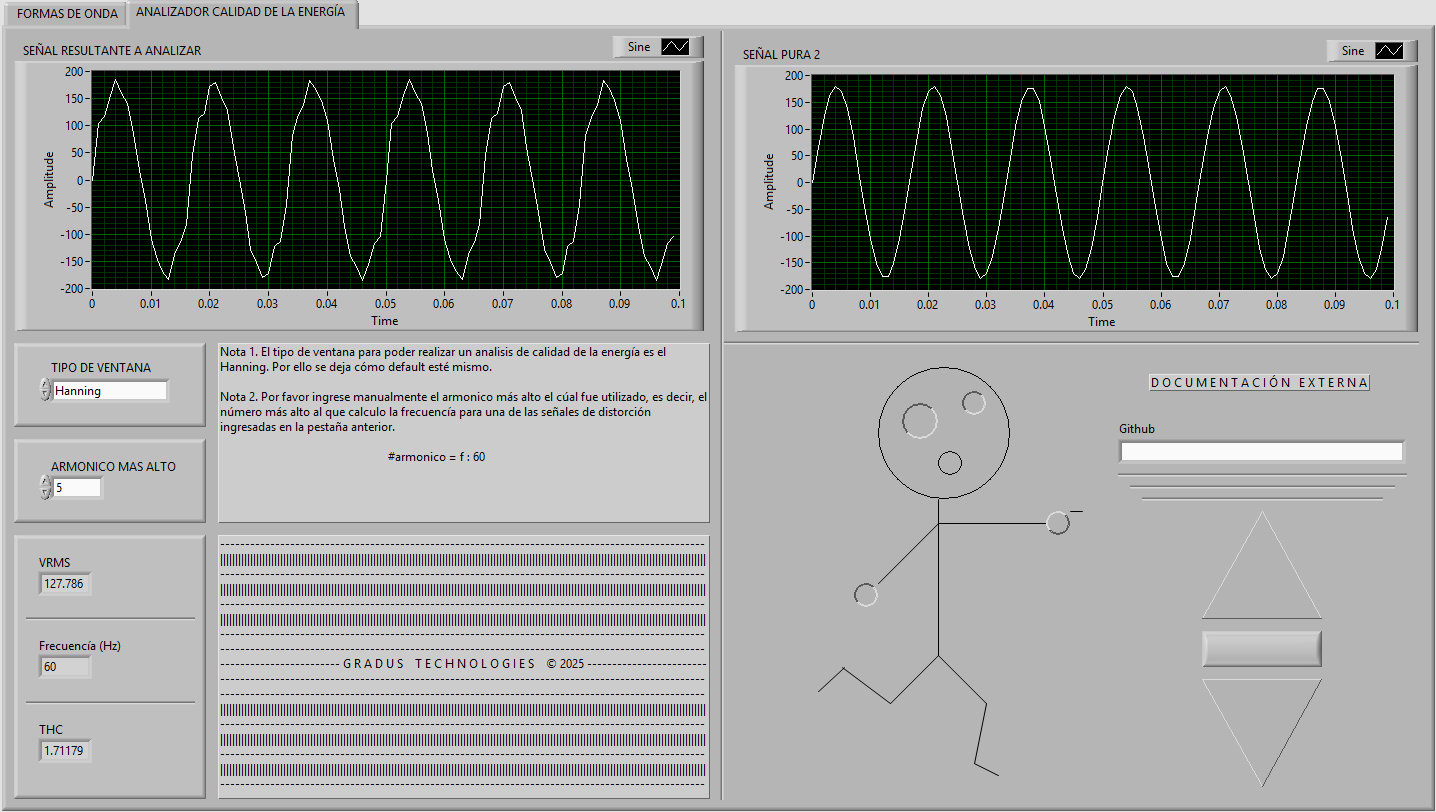 FORMAS DE ONDA
ANALIZADOR CALIDAD DE LA ENERGÍA
SEÑAL RESULTANTE A ANALIZAR
Sine
200
150
100
50
0
-50
-100
-150
-200
Amplitude
0
0.01
0.02
0.03
0.04
0.05
0.06
0.07
0.08
0.09
0.1
Time
SEÑAL PURA 2
Sine
200
150
100
50
0
-50
-100
-150
-200
Amplitude
0
0.01
0.02
0.03
0.04
0.05
0.06
0.07
0.08
0.09
0.1
Time
TIPO DE VENTANA
Hanning
ARMONICO MAS ALTO
5
Nota 1. El tipo de ventana para poder realizar un analisis de calidad de la energía es el
Hanning. Por ello se deja cómo default esté mismo.
Nota 2. Por favor ingrese manualmente el armonico más alto el cúal fue utilizado, es decir, el
número más alto al que calculo la frecuencía para una de las señales de distorción
ingresadas en la pestaña anterior.
#armonico = f : 60
VRMS
127.786
Frecuencía (Hz)
60
THC
1.71179
GRADUS TECHNOLOGIES © 2025
DOCUMENTACIÓN EXTERNA
Github